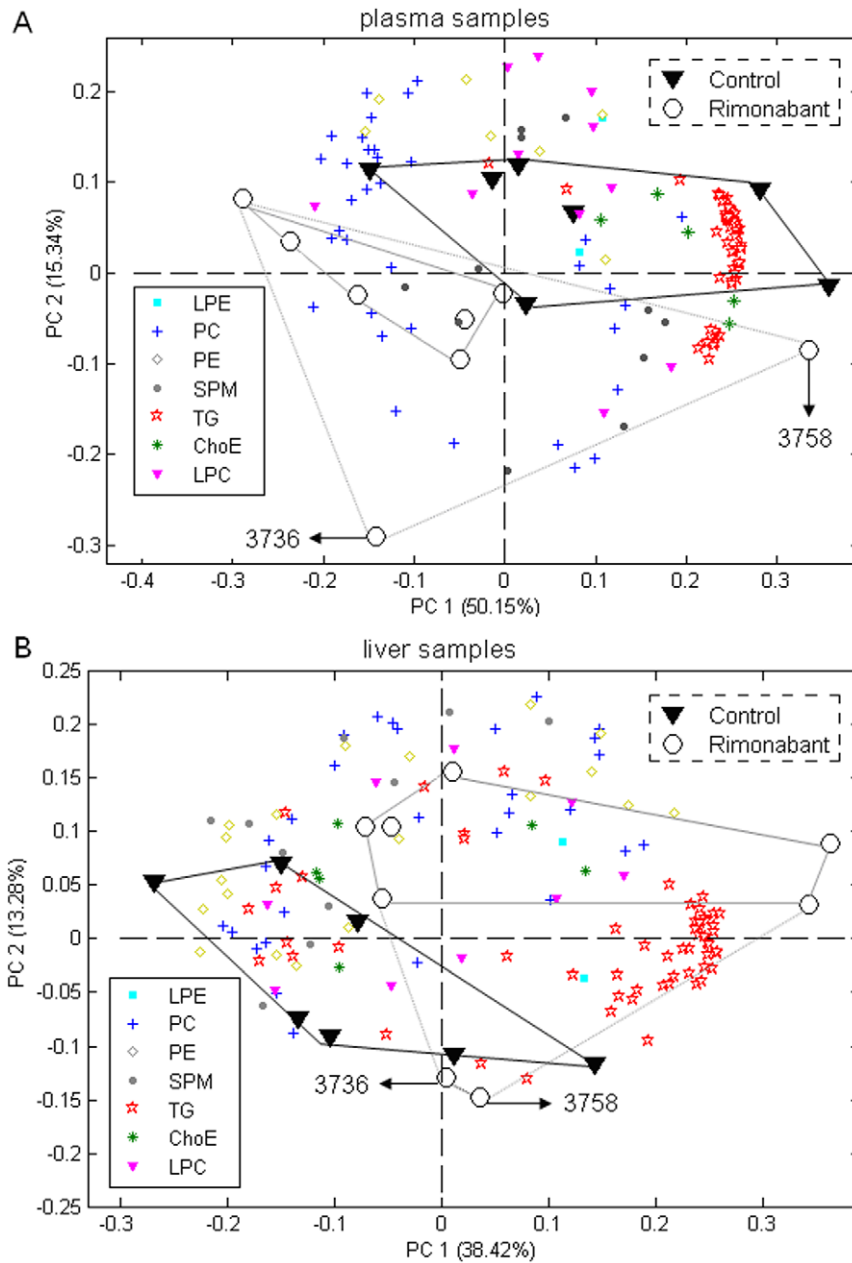 A
plasma samples
Control
Rimonabant
0.2
0.1
0
-0.1
-0.2
-0.3
PC 2 (15.34%)
LPE
PC
PE
SPM
TG
ChoE
LPC
3758
3736
-0.4 -0.3 -0.2 -0.1 0 0.1 0.2 0.3
PC 1 (50.15%)
B
liver samples
Control
Rimonabant
0.25
0.2
0.15
0.1
0.05
0
-0.05
-0.1
-0.15
-0.2
-0.25
PC 2 (13.28%)
LPE
PC
PE
SPM
TG
ChoE
LPC
3736
3758
-0.3 -0.2 -0.1 0 0.1 0.2 0.3
PC 1 (38.42%)